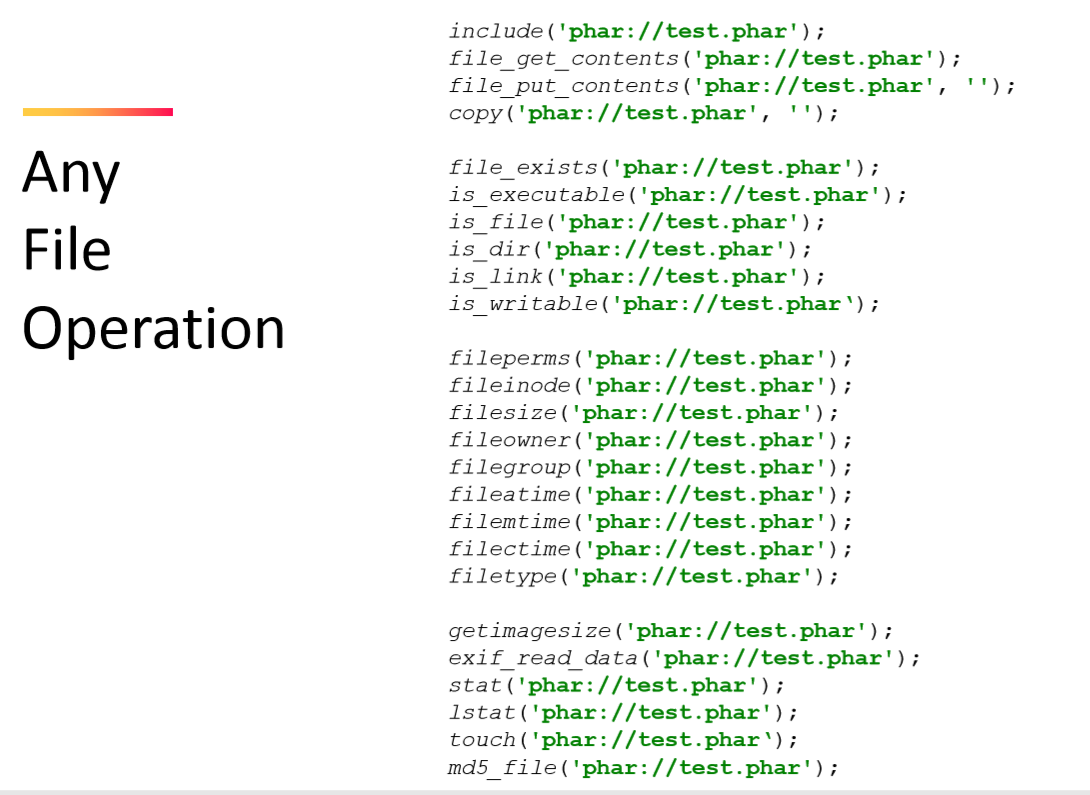 Any
File
Operation
include('phar://test.phar');
file_get_contents('phar://test.phar');
file_put_contents('phar://test.phar', '');
copy('phar://test.phar', '');
file_exists('phar://test.phar');
is_executable('phar://test.phar');
is_file('phar://test.phar');
is_dir('phar://test.phar');
is_link('phar://test.phar');
is_writable('phar://test.phar‛);
fileperms('phar://test.phar');
fileinode('phar://test.phar');
filesize('phar://test.phar');
fileowner('phar://test.phar');
filegroup('phar://test.phar');
fileatime('phar://test.phar');
filemtime('phar://test.phar');
filectime('phar://test.phar');
filetype('phar://test.phar');
getimagesize('phar://test.phar');
exif_read_data('phar://test.phar');
stat('phar://test.phar');
lstat('phar://test.phar');
touch('phar://test.phar‛);
md5_file('phar://test.phar');